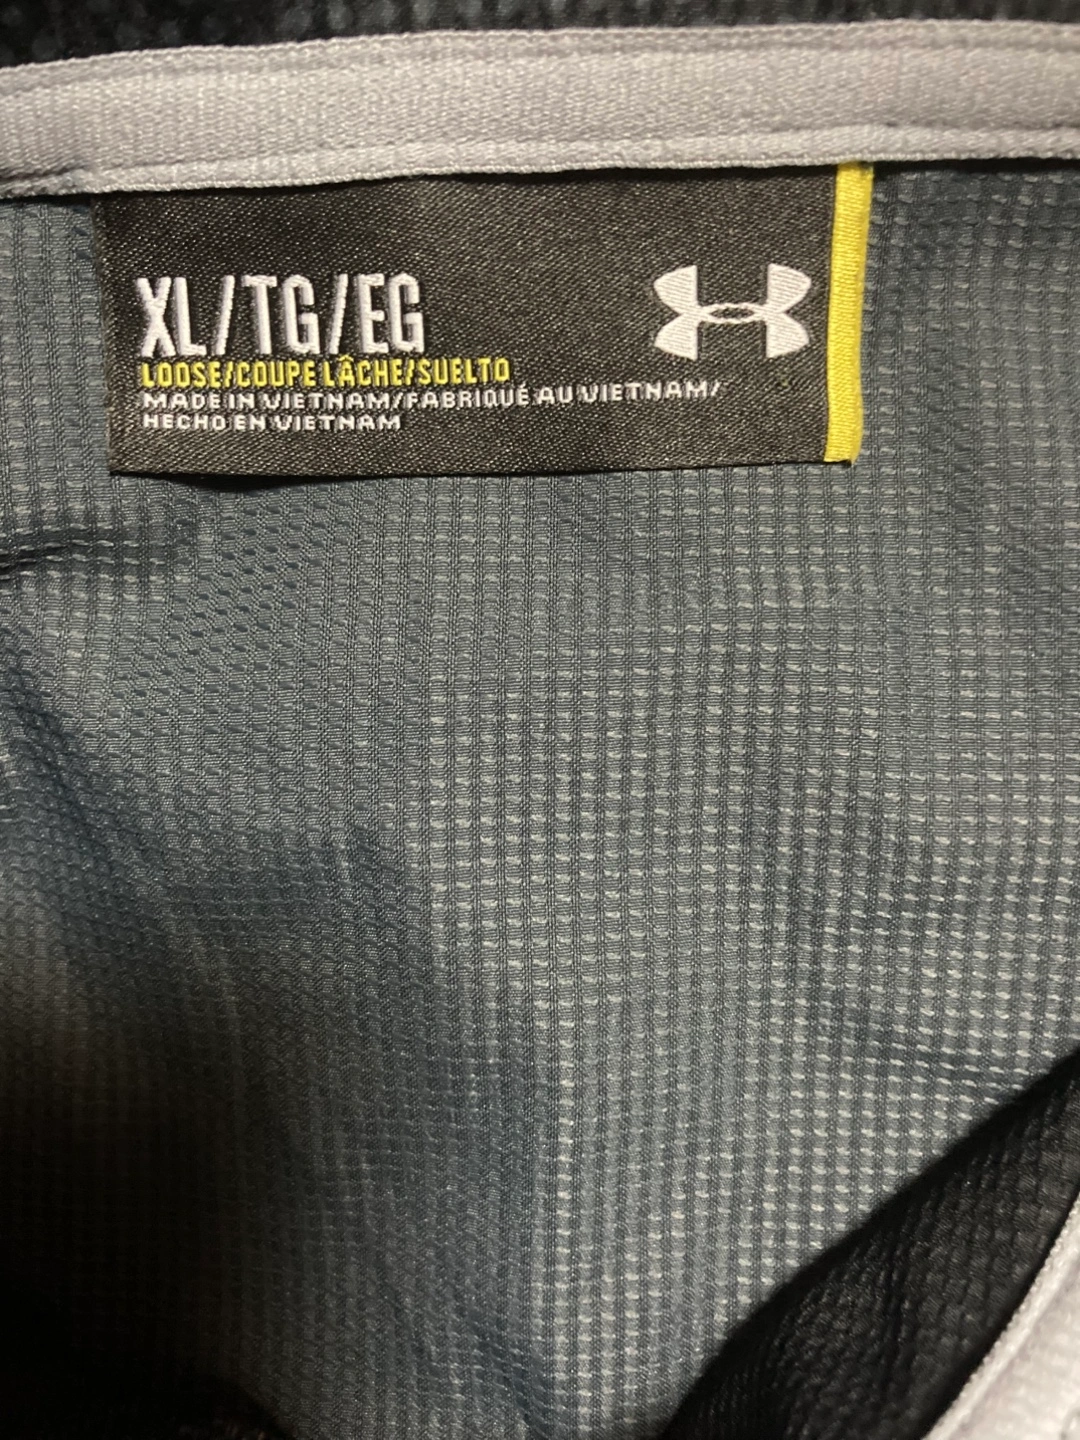 XL/TG/EG
LOOSE/COUPE LÂCHE/SUELTO
MADE IN VIETNAM/FABRIQUÉ AU VIETNAM/
HECHO EN VIETNAM